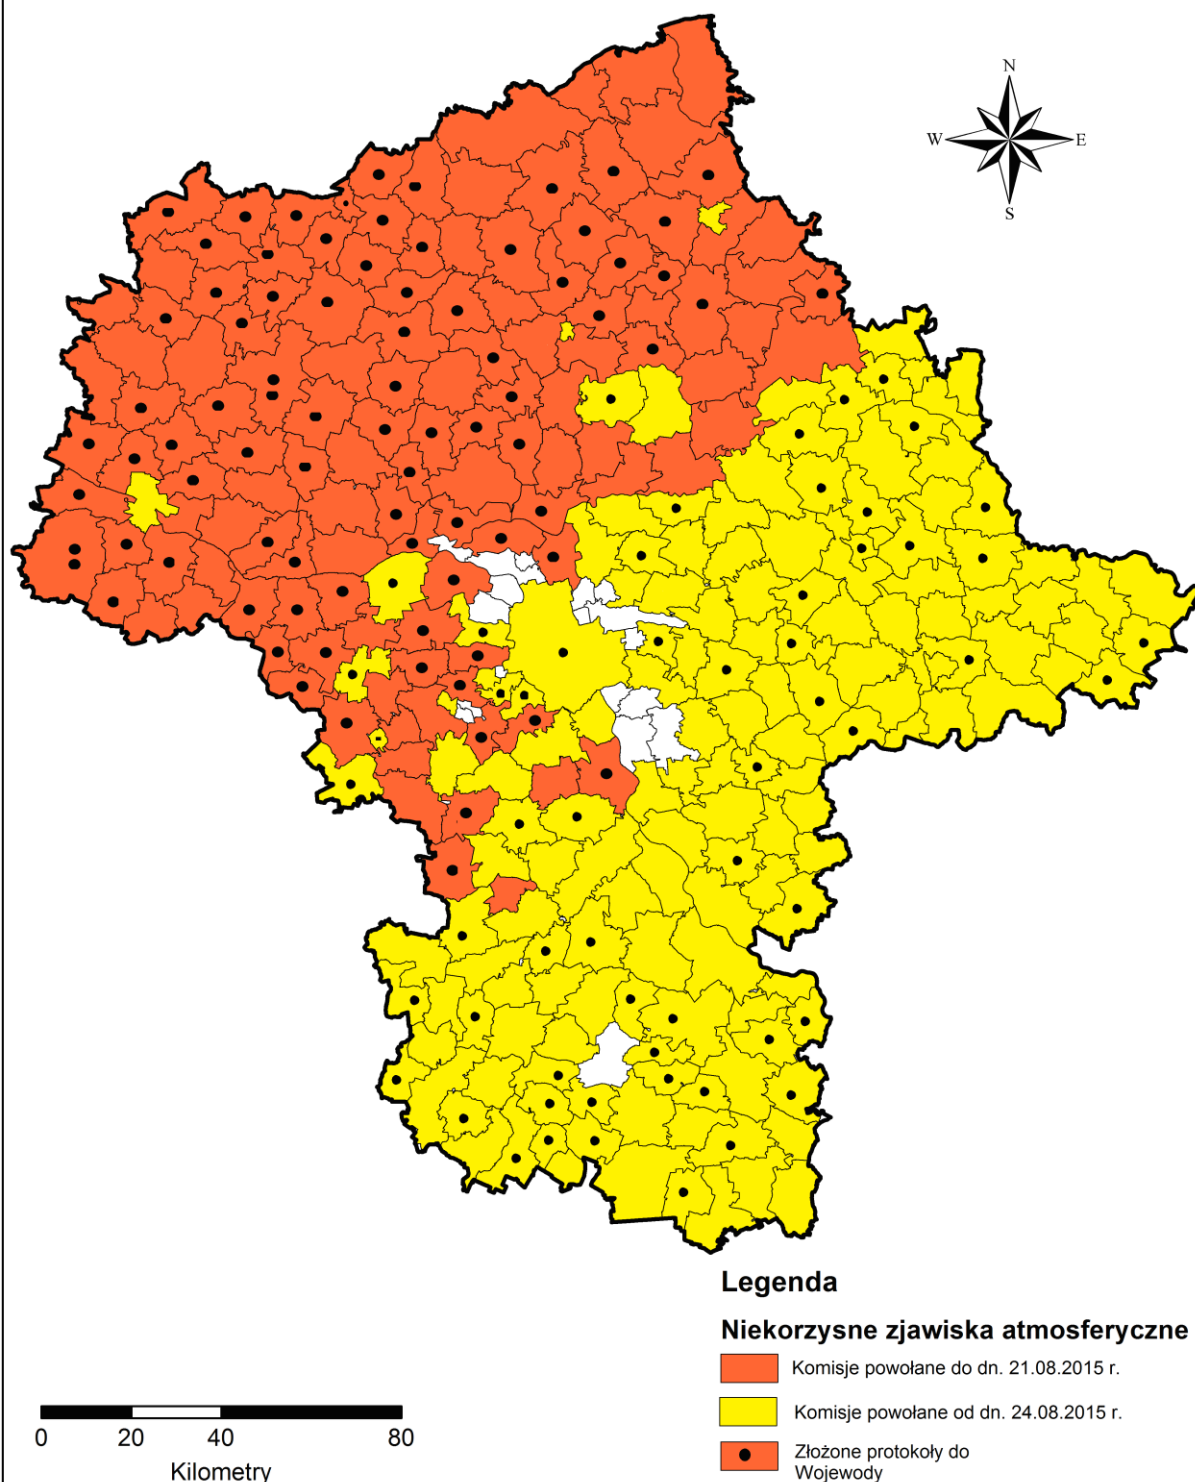 N
W E
S
Legenda
Niekorzysne zjawiska atmosferyczne
Komisje powołane do dn. 21.08.2015 r.
Komisje powołane od dn. 24.08.2015 r.
Złożone protokoły do
Wojewody
0 20 40 80
Kilometry